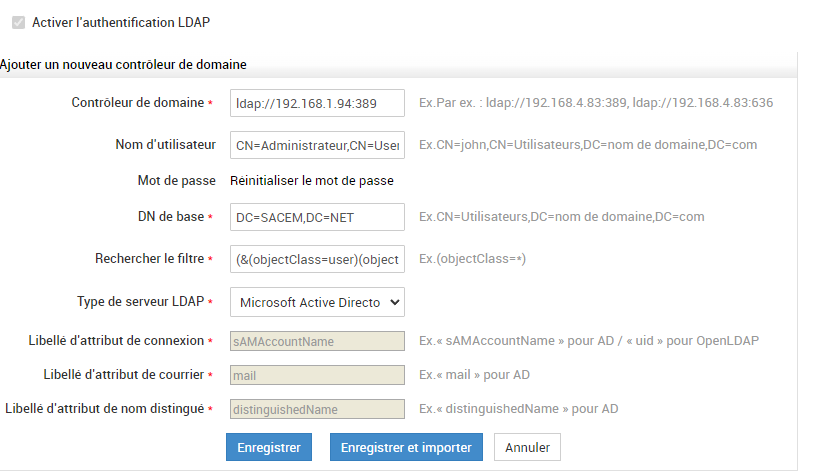 Activer l'authentification LDAP
Ajouter un nouveau contrôleur de domaine
Contrôleur de domaine * ldap://192.168.1.94:389 Ex.Par ex. : ldap://192.168.4.83:389, ldap://192.168.4.83:636
Nom d'utilisateur CN=Administrateur,CN=User Ex.CN=john,CN=Utilisateurs,DC=nom de domaine,DC=com
Mot de passe Réinitialiser le mot de passe
DN de base * DC=SACEM,DC=NET Ex.CN=Utilisateurs,DC=nom de domaine,DC=com
Rechercher le filtre * (&(objectClass=user)(object Ex.(objectClass=*)
Type de serveur LDAP * Microsoft Active Directo
Libellé d'attribut de connexion * sAMAccountName Ex.« sAMAccountName » pour AD / « uid » pour OpenLDAP
Libellé d'attribut de courrier * mail Ex.« mail » pour AD
Libellé d'attribut de nom distingué * distinguishedName Ex.« distinguishedName » pour AD
Enregistrer Enregistrer et importer Annuler